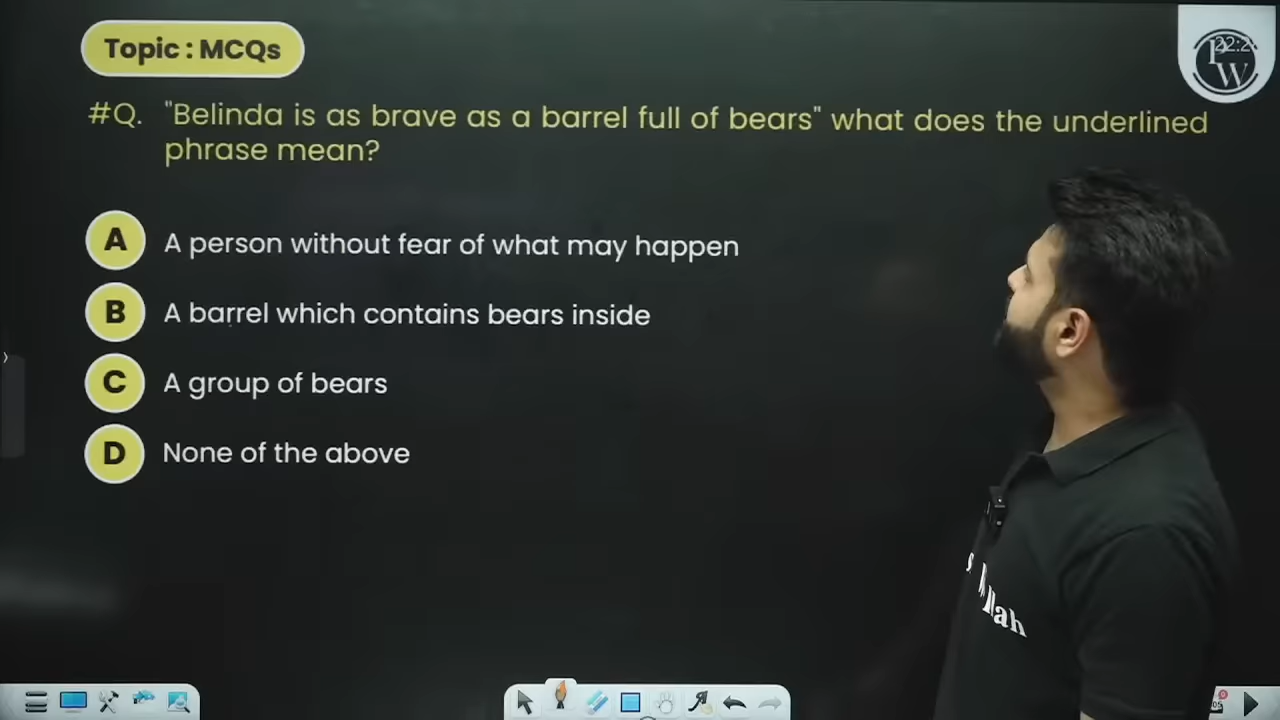 Topic : MCQs
#Q. "Belinda is as brave as a barrel full of bears" what does the underlined
phrase mean?
A A person without fear of what may happen
B A barrel which contains bears inside
C A group of bears
D None of the above
PW